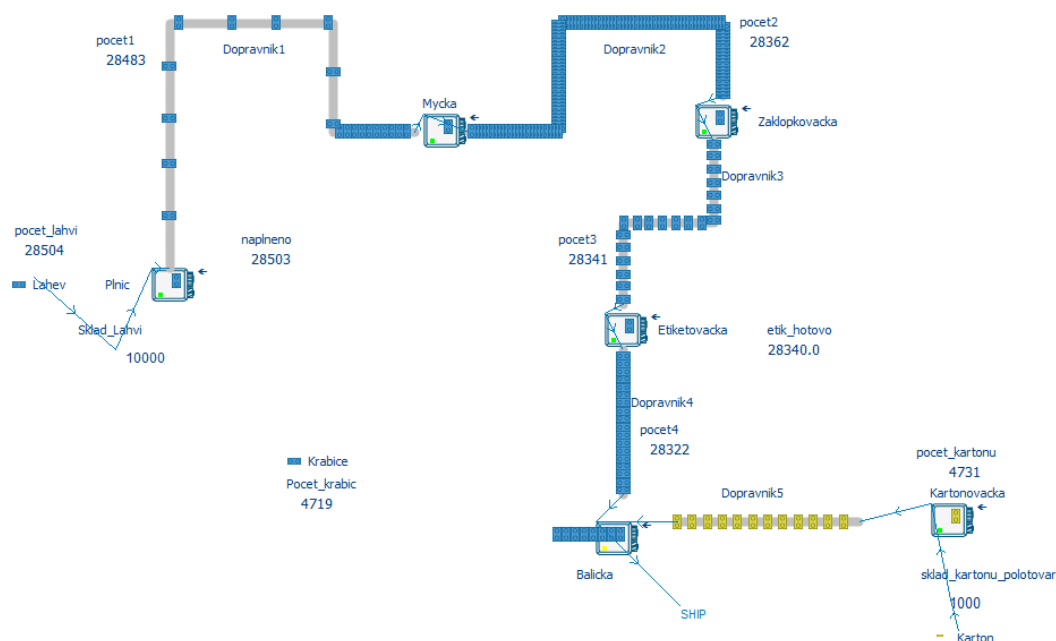 pocet1
28483
Dopravnik1
pocet2
28362
Dopravnik2
Mycka
Zaklopkovacka
Dopravnik3
pocet_lahvi
28504
naplneno
28503
pocet3
28341
Lahev
Plnic
Sklad_Lahvi
10000
Etiketovacka
etik_hotovo
28340.0
Dopravnik4
pocet4
28322
Krabice
Pocet_krabic
4719
pocet_kartonu
4731
Dopravnik5
Kartonovacka
Balicka
sklad_kartonu_polotovar
1000
SHIP
Karton